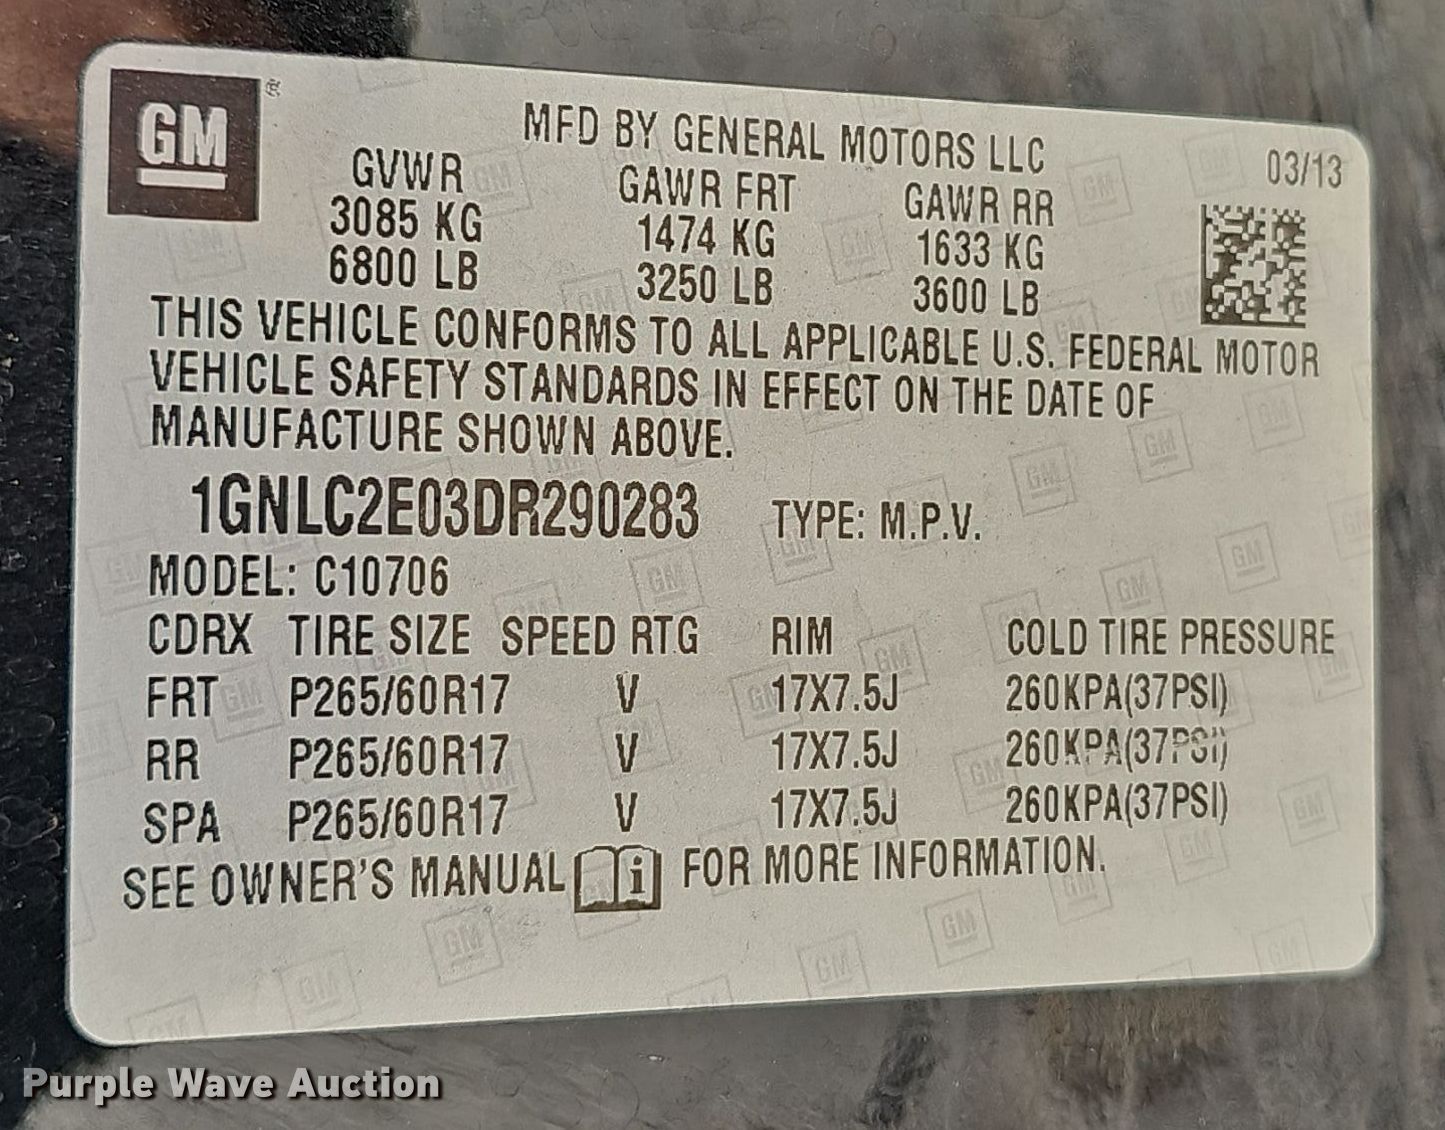 GM
MFD BY GENERAL MOTORS LLC
03/13
GVWR GAWR FRT GAWR RR
3085 KG 1474 KG 1633 KG
6800 LB 3250 LB 3600 LB
THIS VEHICLE CONFORMS TO ALL APPLICABLE U.S. FEDERAL MOTOR
VEHICLE SAFETY STANDARDS IN EFFECT ON THE DATE OF
MANUFACTURE SHOWN ABOVE.
1GNLC2E03DR290283 TYPE: M.P.V.
MODEL: C10706
CDRX TIRE SIZE SPEED RTG RIM COLD TIRE PRESSURE
FRT P265/60R17 V 17X7.5J 260KPA(37PSI)
RR P265/60R17 V 17X7.5J 260KPA(37PSI)
SPA P265/60R17 V 17X7.5J 260KPA(37PSI)
SEE OWNER'S MANUAL i FOR MORE INFORMATION.
Purple Wave Auction